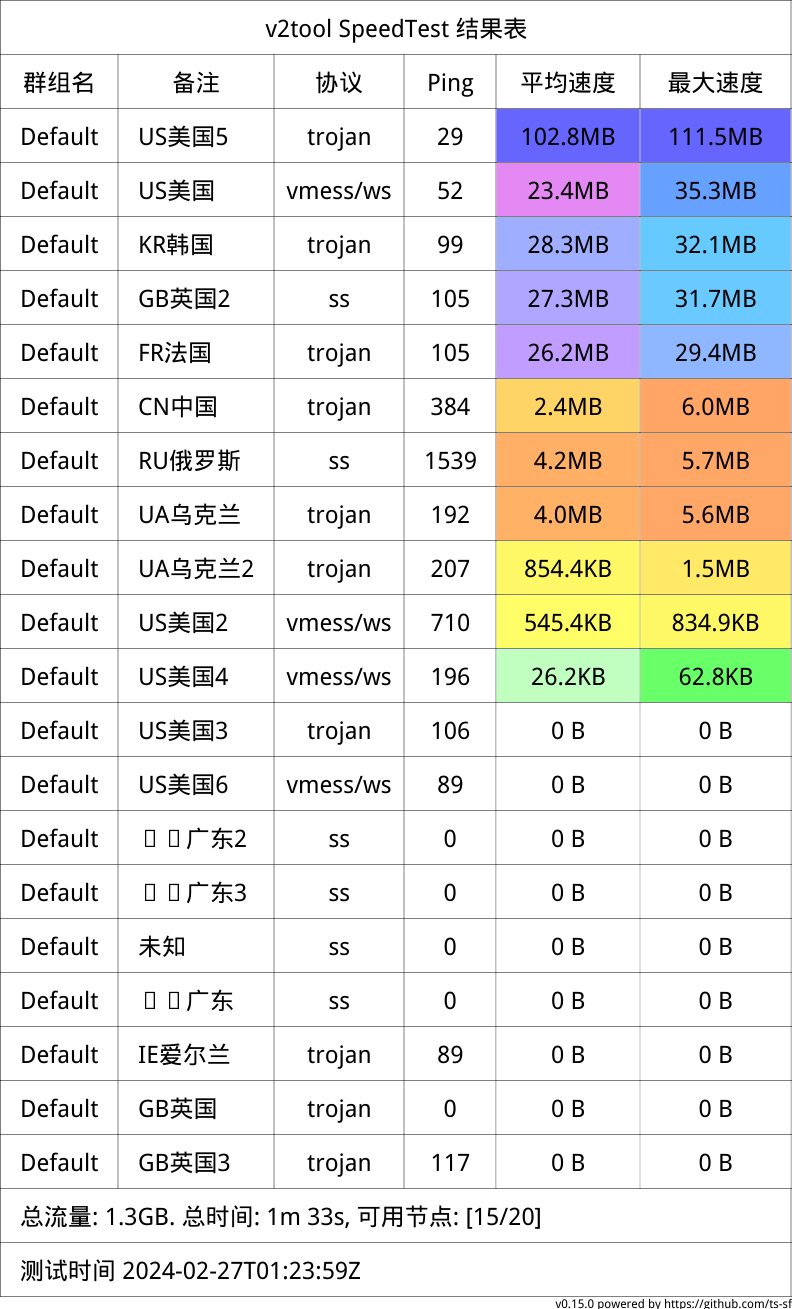 v2tool SpeedTest 结果表
群组名 备注 协议 Ping 平均速度 最大速度
Default US美国5 trojan 29 102.8MB 111.5MB
Default US美国 vmess/ws 52 23.4MB 35.3MB
Default KR韩国 trojan 99 28.3MB 32.1MB
Default GB英国2 ss 105 27.3MB 31.7MB
Default FR法国 trojan 105 26.2MB 29.4MB
Default CN中国 trojan 384 2.4MB 6.0MB
Default RU俄罗斯 ss 1539 4.2MB 5.7MB
Default UA乌克兰 trojan 192 4.0MB 5.6MB
Default UA乌克兰2 trojan 207 854.4KB 1.5MB
Default US美国2 vmess/ws 710 545.4KB 834.9KB
Default US美国4 vmess/ws 196 26.2KB 62.8KB
Default US美国3 trojan 106 0 B 0 B
Default US美国6 vmess/ws 89 0 B 0 B
Default 广东2 ss 0 0 B 0 B
Default 广东3 ss 0 0 B 0 B
Default 未知 ss 0 0 B 0 B
Default 广东 ss 0 0 B 0 B
Default IE爱尔兰 trojan 89 0 B 0 B
Default GB英国 trojan 0 0 B 0 B
Default GB英国3 trojan 117 0 B 0 B
总流量: 1.3GB. 总时间: 1m 33s, 可用节点: [15/20]
测试时间 2024-02-27T01:23:59Z
v0.15.0 powered by https://github.com/ts-sf